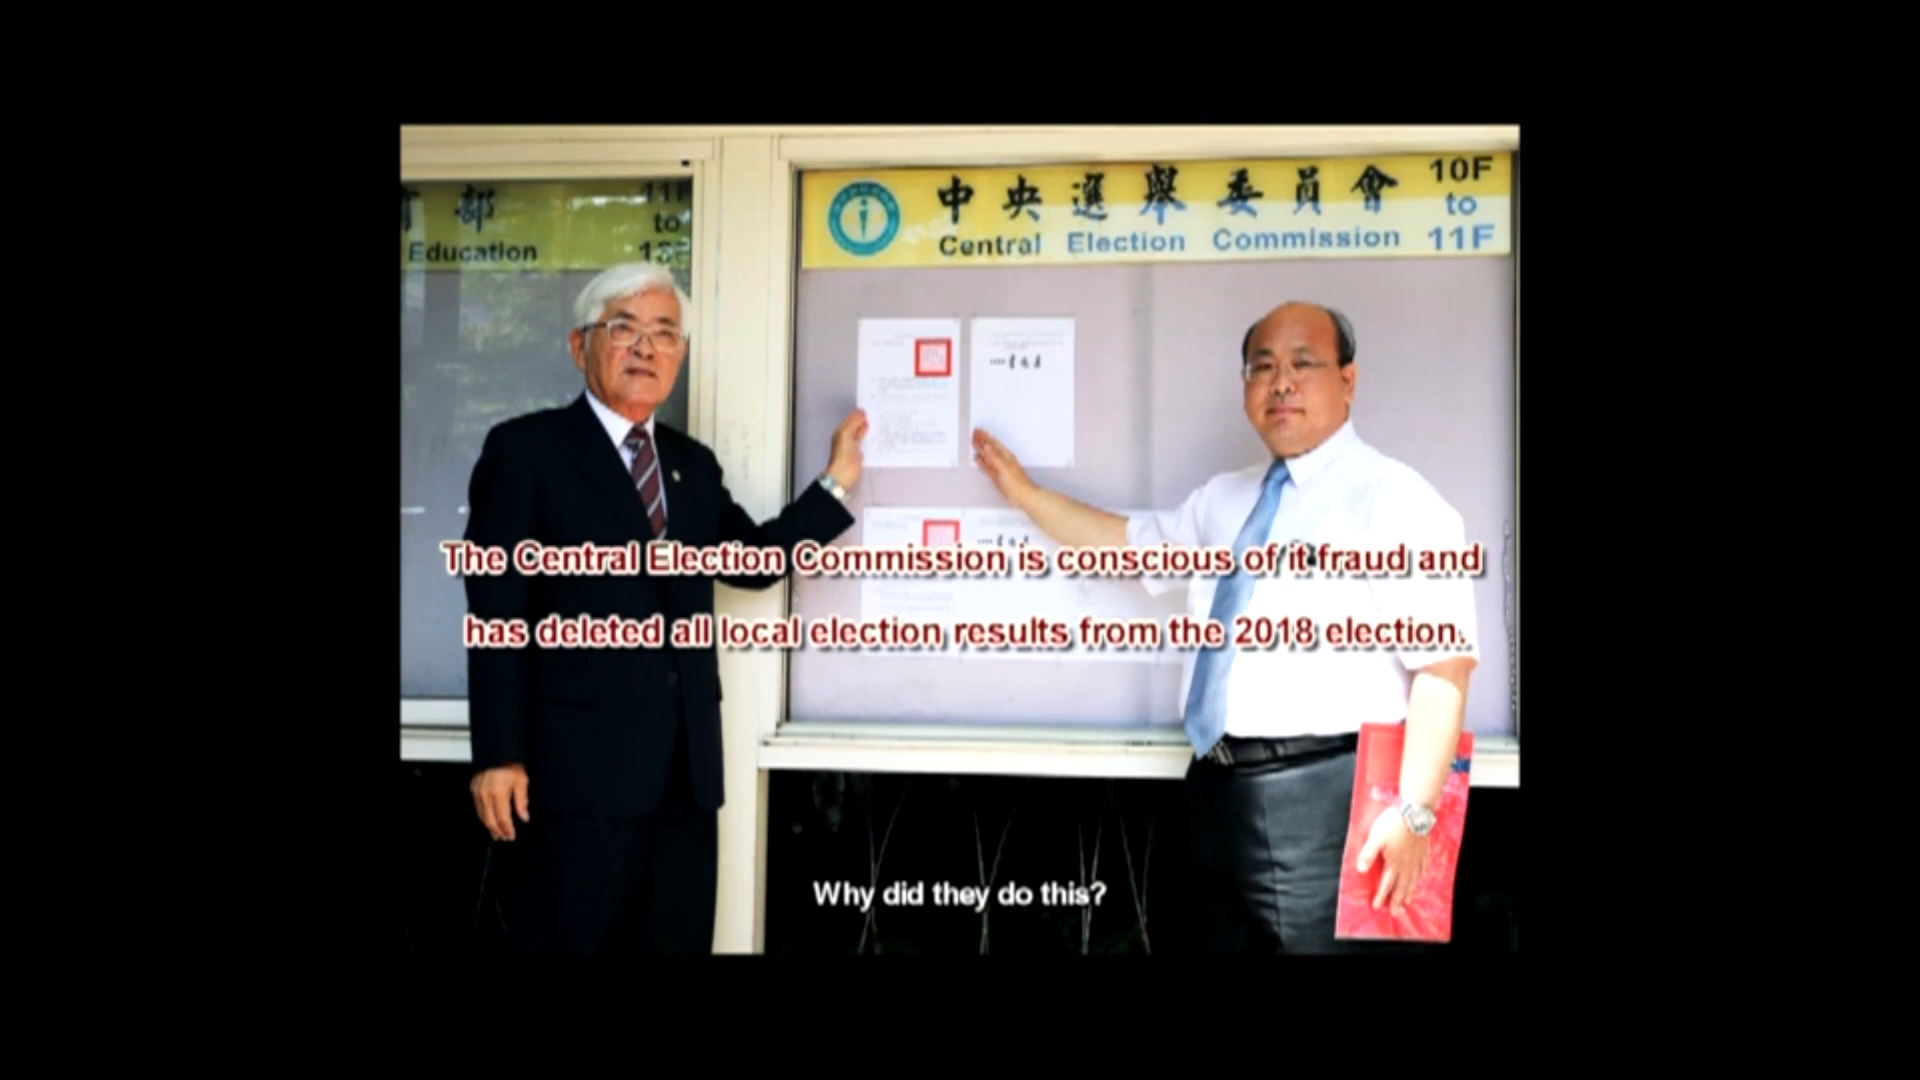 部
Education
11F
to
中央選舉委員會
Central Election Commission
10F
to
11F
The Central Election Commission is conscious of it fraud and
has deleted all local election results from the 2018 election.
Why did they do this?